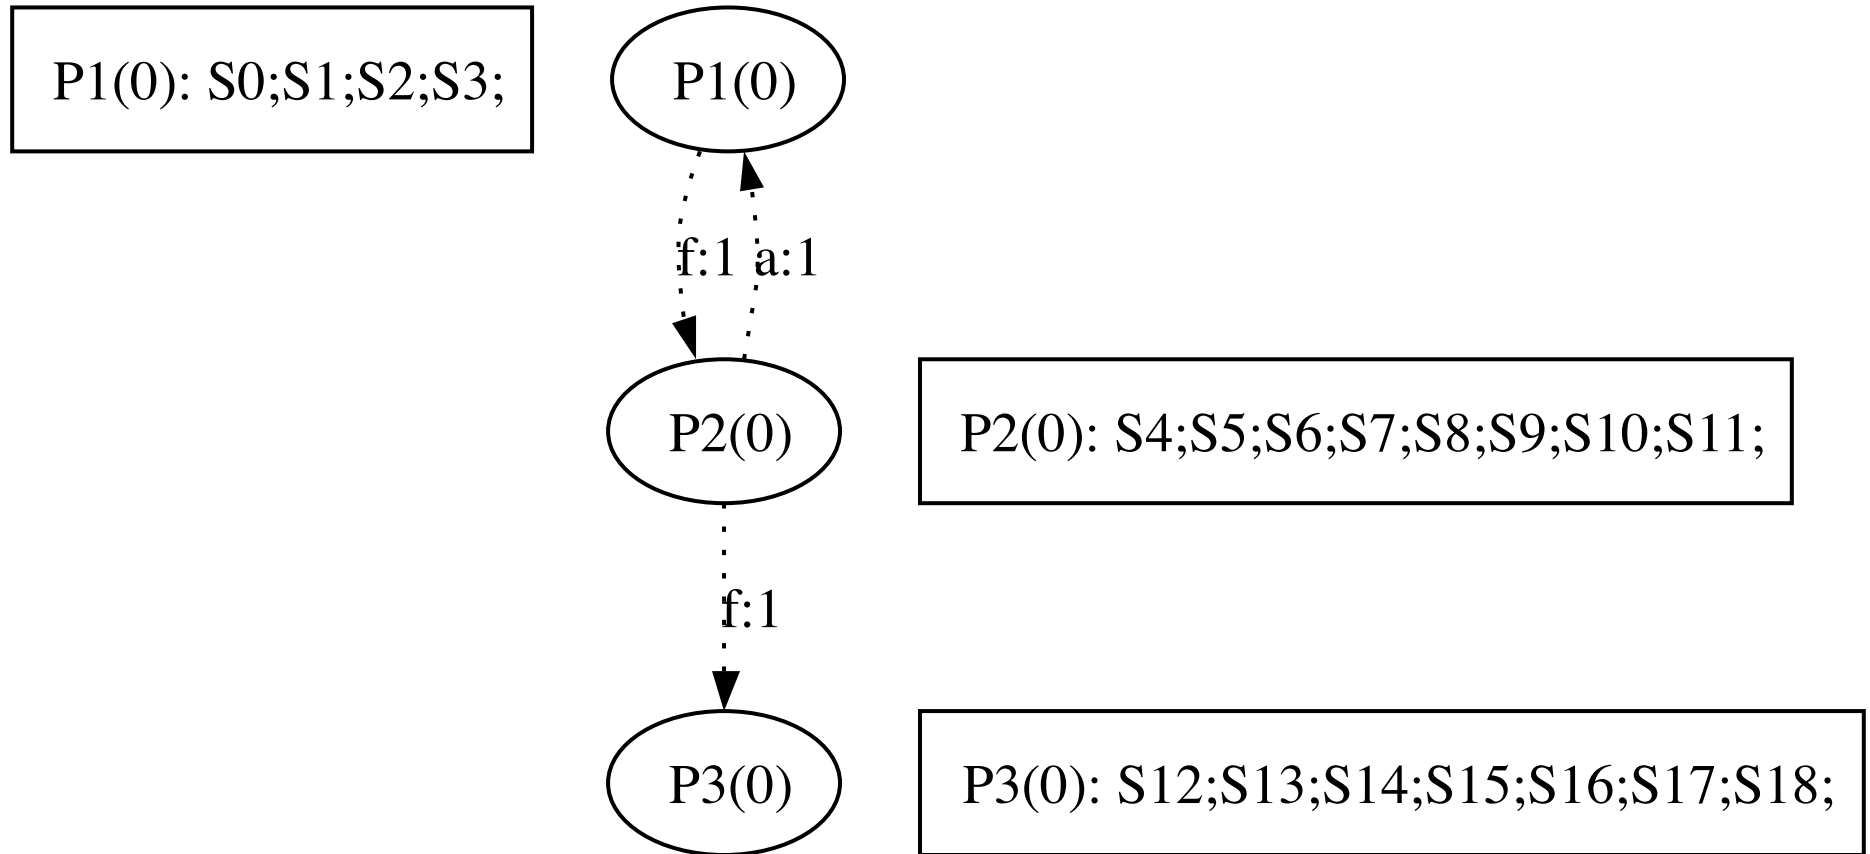 P1(0): S0;S1;S2;S3;
P1(0)
f:1
a:1
P2(0)
P2(0): S4;S5;S6;S7;S8;S9;S10;S11;
f:1
P3(0)
P3(0): S12;S13;S14;S15;S16;S17;S18;